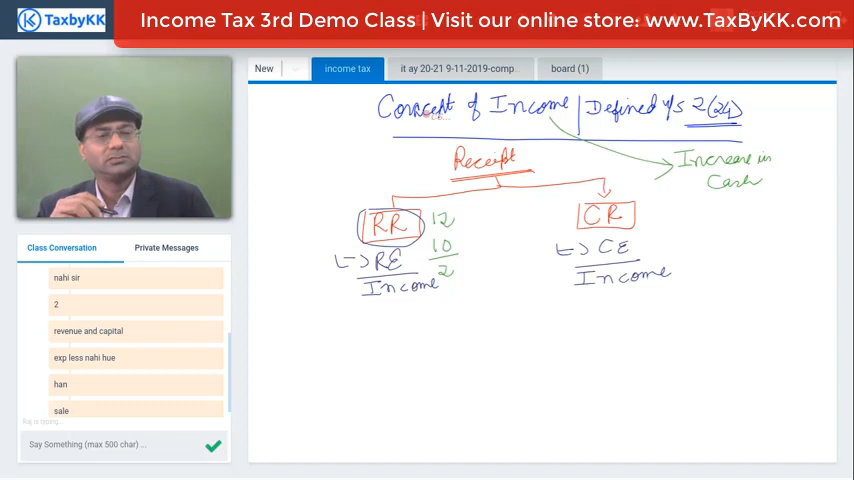 Income Tax 3rd Demo Class | Visit our online store: www.TaxByKK.com
TaxbyKK
New
income tax
it ay 20-21 9-11-2019-comp...
board (1)
Concept of Income | Defined u/s 2(24)
Receipt
Increase in
Cash
RR 12
CR
(-) RE 10
(-) CE
Income 2
Income
Class Conversation
Private Messages
nahi sir
2
revenue and capital
exp less nahi hue
han
sale
Raj is typing...
Say Something (max 500 char) ...